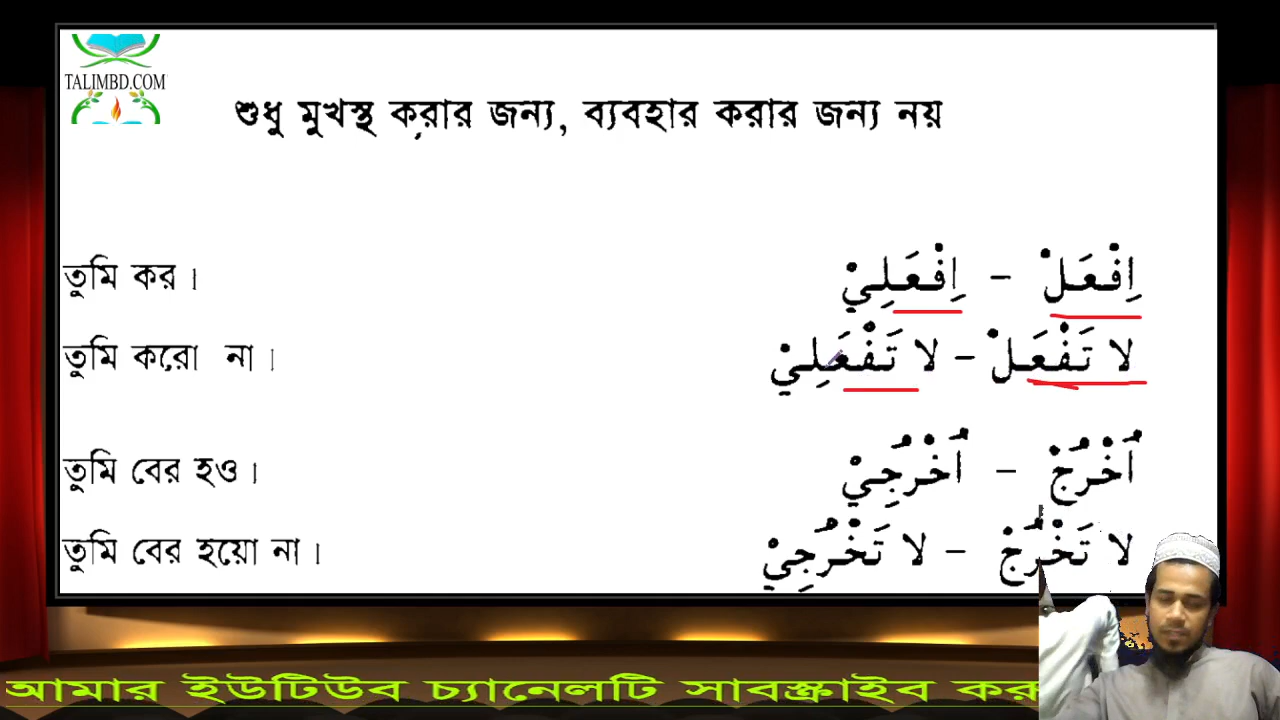 TALIMBD.COM
শুধু মুখস্থ করার জন্য, ব্যবহার করার জন্য নয়
তুমি কর। اِفْعَلْ – اِفْعَلِيْ
তুমি করো না। لا تَفْعَلْ – لا تَفْعَلِيْ
তুমি বের হও। اُخْرُجْ – اُخْرُجِيْ
তুমি বের হয়ো না। لا تَخْرُجْ – لا تَخْرُجِيْ
আমার ইউটিউব চ্যানেলটি সাবস্ক্রাইব